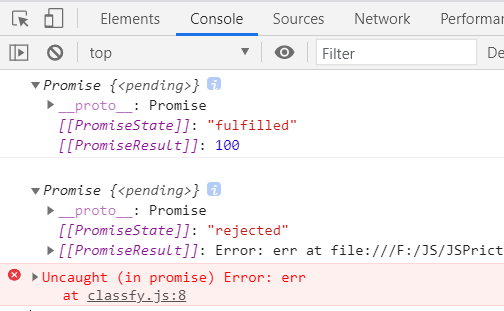 Elements Console Sources Network Performa
top Filter De
Promise {<pending>} i
__proto__: Promise
[[PromiseState]]: "fulfilled"
[[PromiseResult]]: 100
Promise {<pending>} i
__proto__: Promise
[[PromiseState]]: "rejected"
[[PromiseResult]]: Error: err at file:///F:/JS/JSPrict
Uncaught (in promise) Error: err
at classfy.js:8